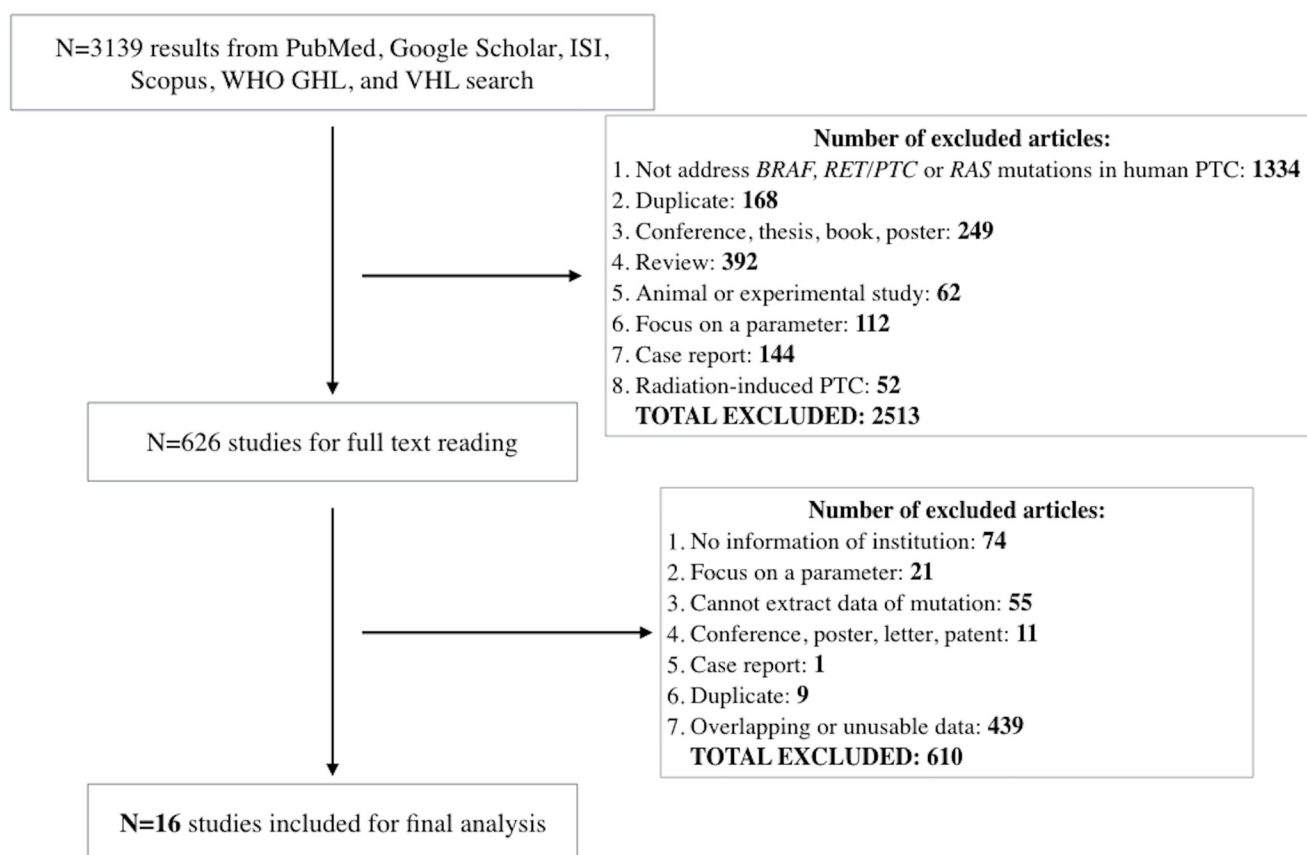 N=3139 results from PubMed, Google Scholar, ISI,
Scopus, WHO GHL, and VHL search
Number of excluded articles:
1. Not address BRAF, RET/PTC or RAS mutations in human PTC: 1334
2. Duplicate: 168
3. Conference, thesis, book, poster: 249
4. Review: 392
5. Animal or experimental study: 62
6. Focus on a parameter: 112
7. Case report: 144
8. Radiation-induced PTC: 52
TOTAL EXCLUDED: 2513
N=626 studies for full text reading
Number of excluded articles:
1. No information of institution: 74
2. Focus on a parameter: 21
3. Cannot extract data of mutation: 55
4. Conference, poster, letter, patent: 11
5. Case report: 1
6. Duplicate: 9
7. Overlapping or unusable data: 439
TOTAL EXCLUDED: 610
N=16 studies included for final analysis